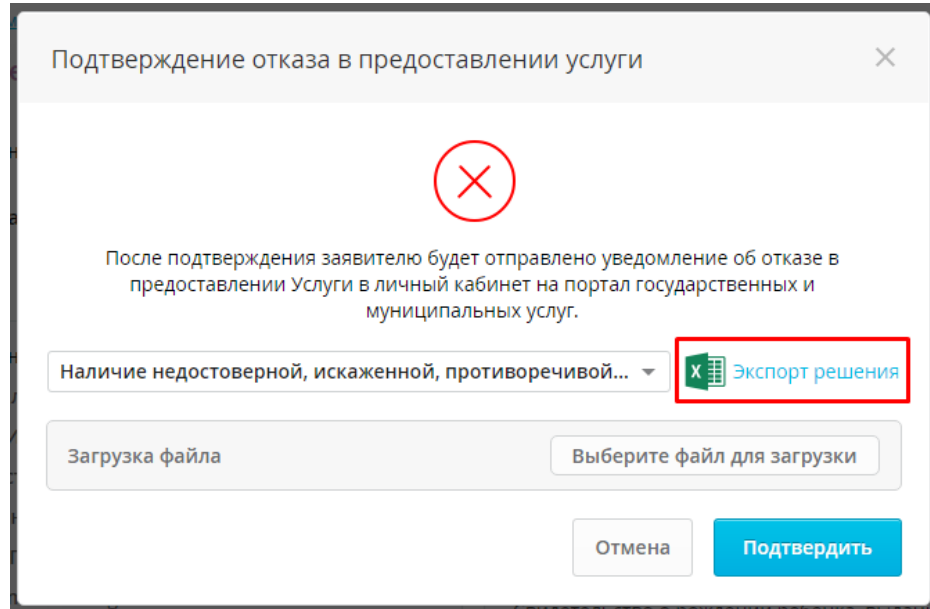 Подтверждение отказа в предоставлении услуги
После подтверждения заявителю будет отправлено уведомление об отказе в
предоставлении Услуги в личный кабинет на портал государственных и
муниципальных услуг.
Наличие недостоверной, искаженной, противоречивой...
Экспорт решения
Загрузка файла
Выберите файл для загрузки
Отмена
Подтвердить